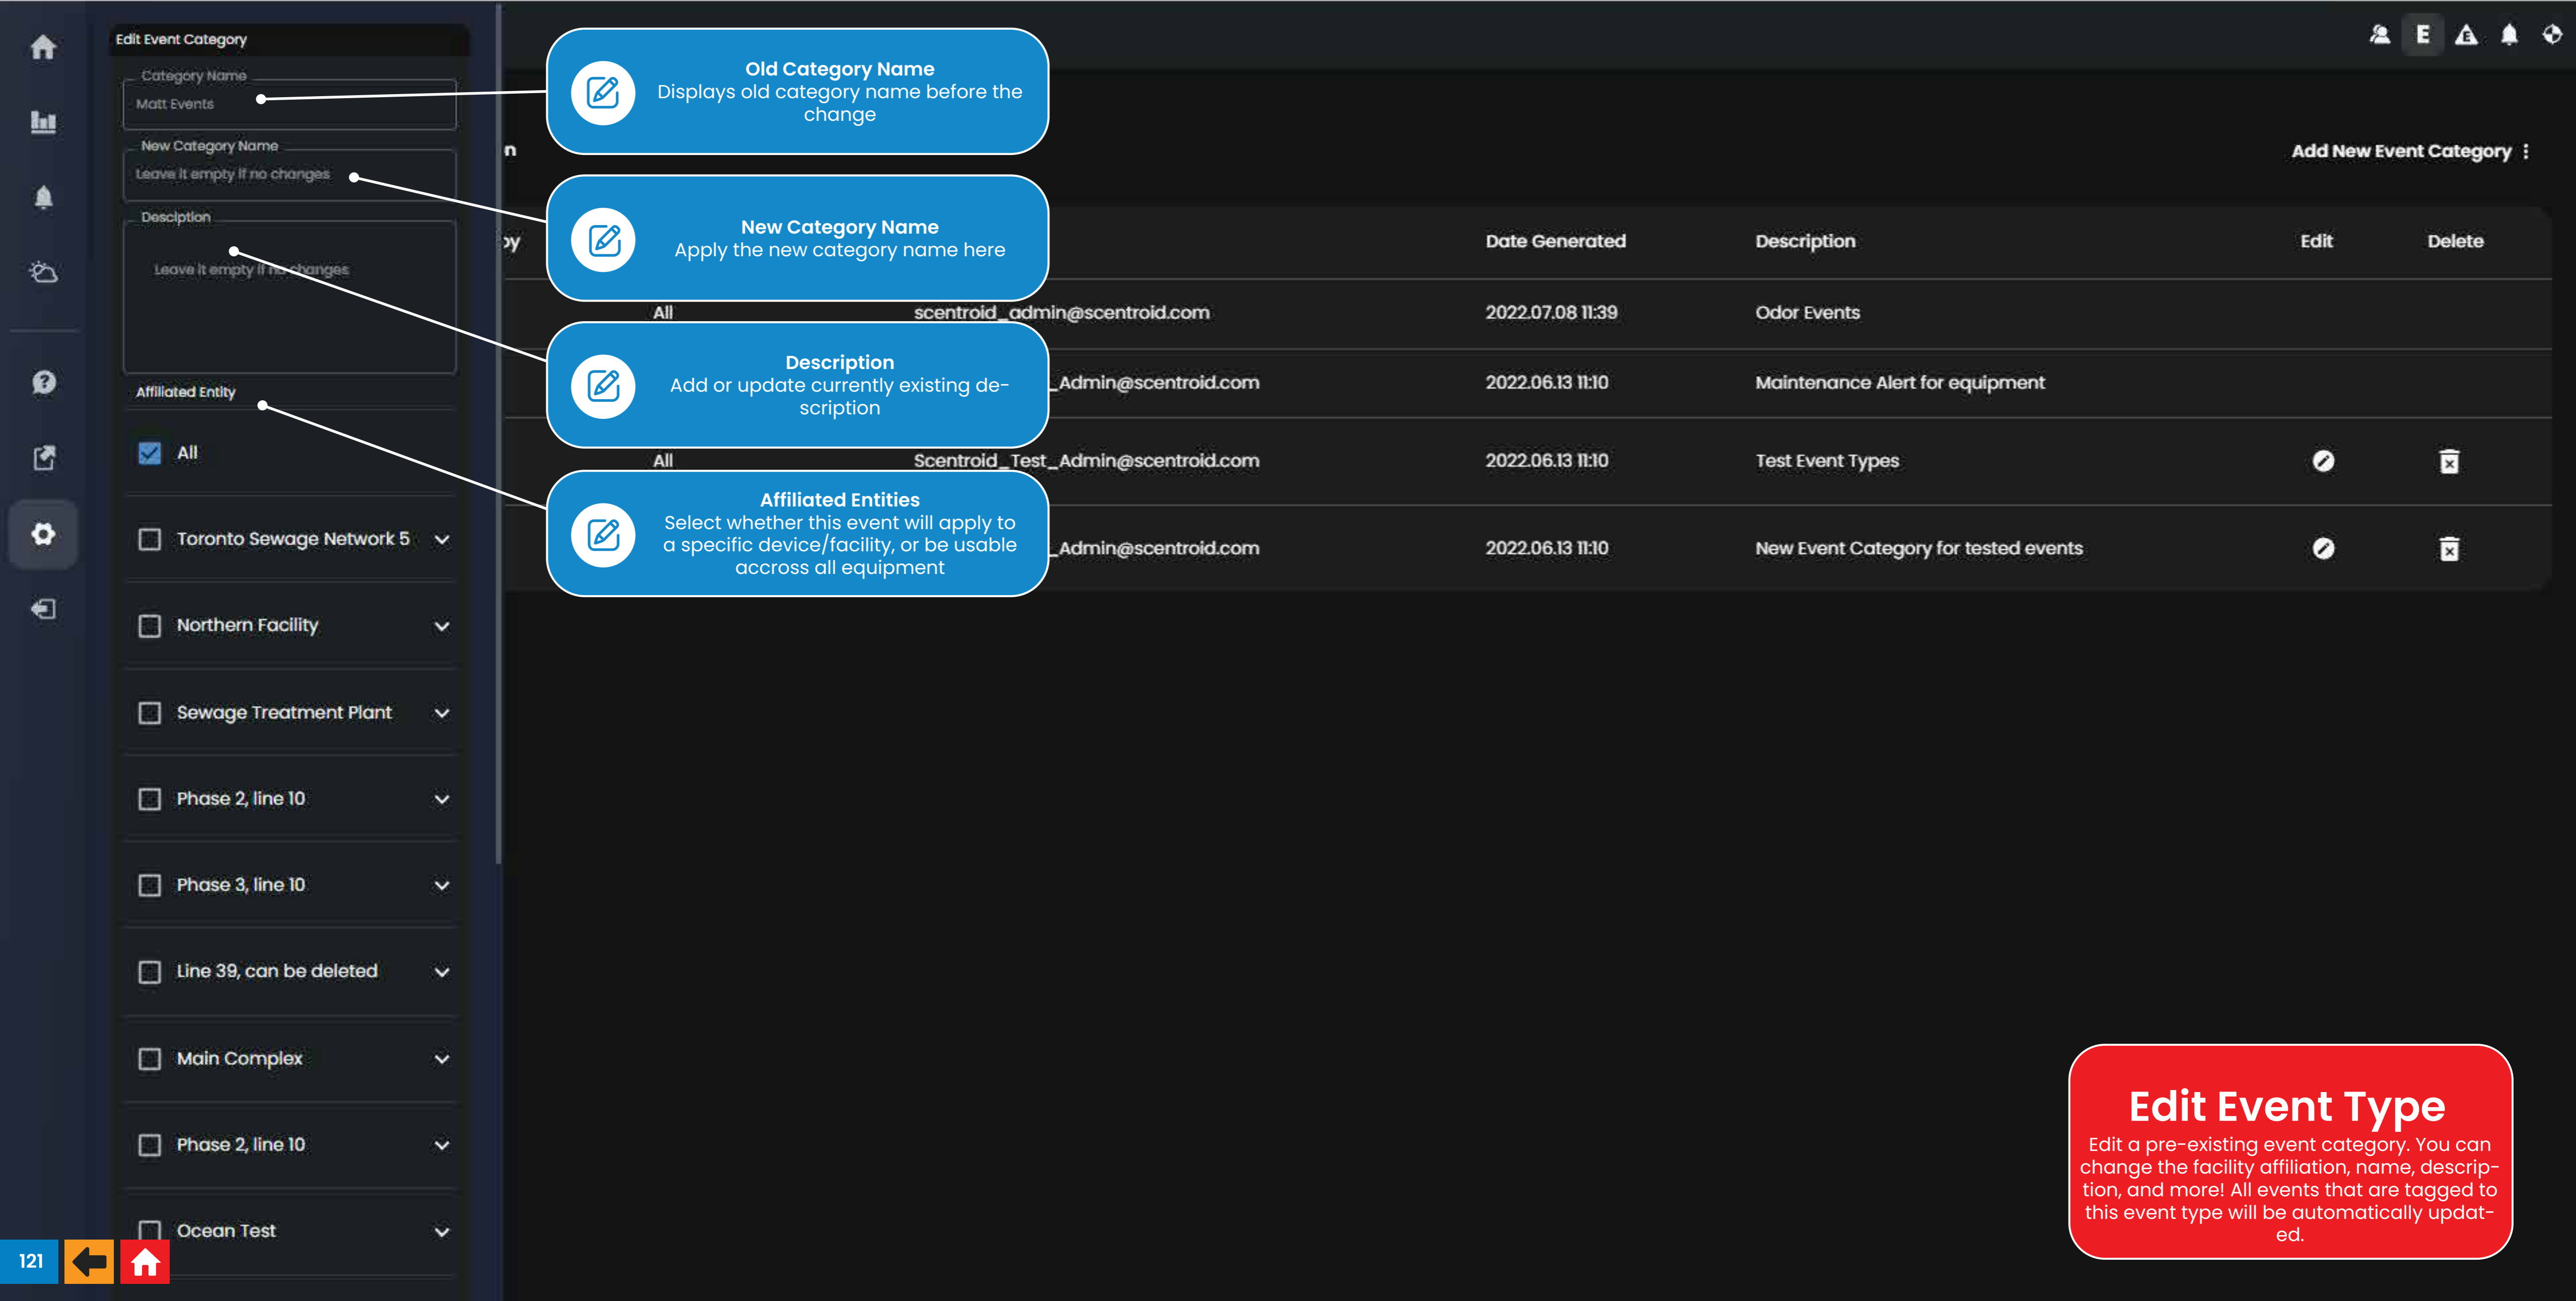 Edit Event Category
Category Name
Matt Events
New Category Name
Leave it empty if no changes
Desciption
Leave it empty if no changes
Affiliated Entity
All
Toronto Sewage Network 5
Northern Facility
Sewage Treatment Plant
Phase 2, line 10
Phase 3, line 10
Line 39, can be deleted
Main Complex
Phase 2, line 10
Ocean Test
121
Old Category Name
Displays old category name before the
change
New Category Name
Apply the new category name here
Description
Add or update currently existing de-
scription
Affiliated Entities
Select whether this event will apply to
a specific device/facility, or be usable
accross all equipment
E
E
n
Add New Event Category
by
Date Generated
Description
Edit
Delete
All
scentroid_admin@scentroid.com
2022.07.08 11:39
Odor Events
_Admin@scentroid.com
2022.06.13 11:10
Maintenance Alert for equipment
All
Scentroid_Test_Admin@scentroid.com
2022.06.13 11:10
Test Event Types
_Admin@scentroid.com
2022.06.13 11:10
New Event Category for tested events
Edit Event Type
Edit a pre-existing event category. You can
change the facility affiliation, name, descrip-
tion, and more! All events that are tagged to
this event type will be automatically updat-
ed.